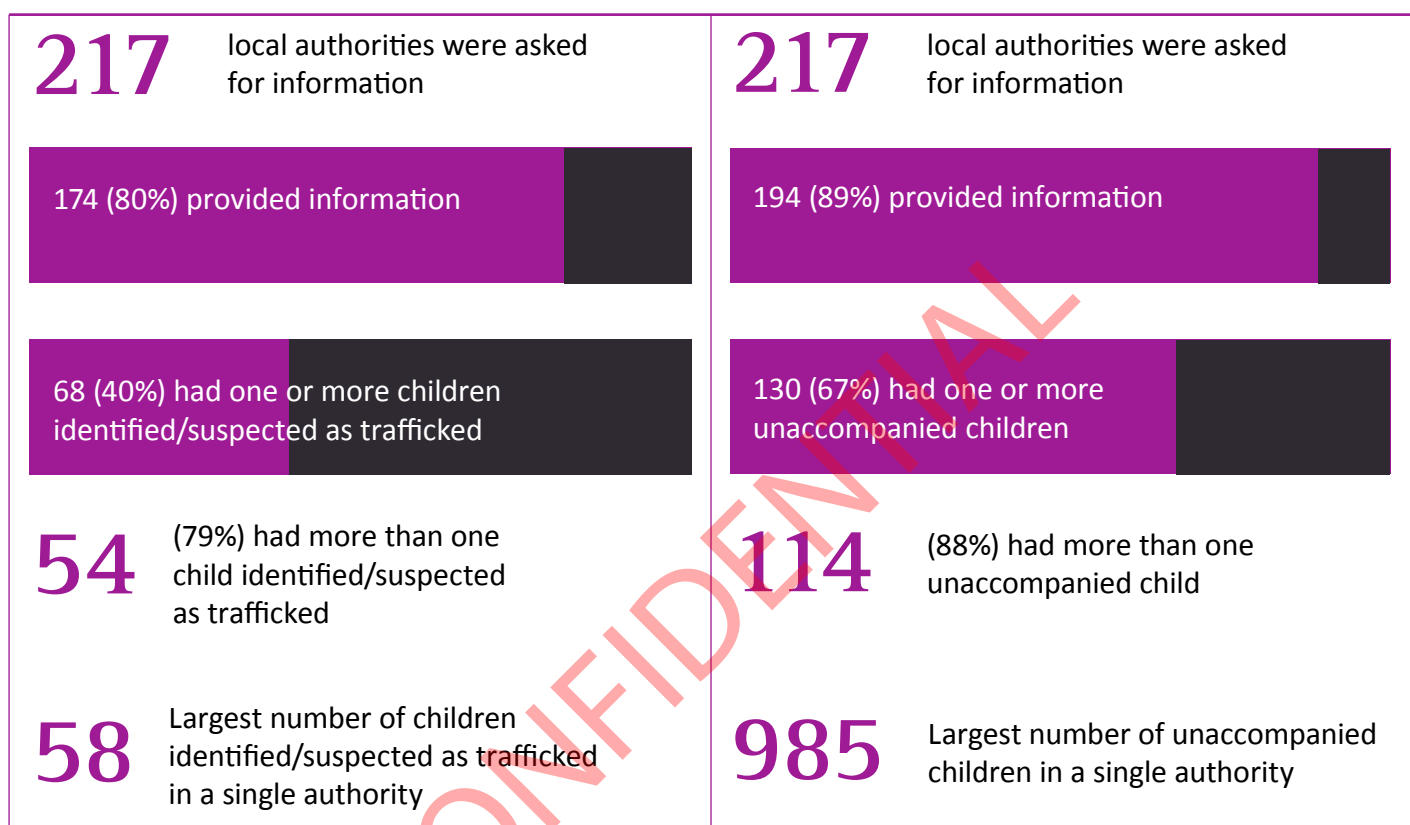 217
local authorities were asked
for information
174 (80%) provided information
68 (40%) had one or more children
identified/suspected as trafficked
54
(79%) had more than one
child identified/suspected
as trafficked
58
Largest number of children
identified/suspected as trafficked
in a single authority
217
local authorities were asked
for information
194 (89%) provided information
130 (67%) had one or more
unaccompanied children
114
(88%) had more than one
unaccompanied child
985
Largest number of unaccompanied
children in a single authority
ONFIDENTIAL